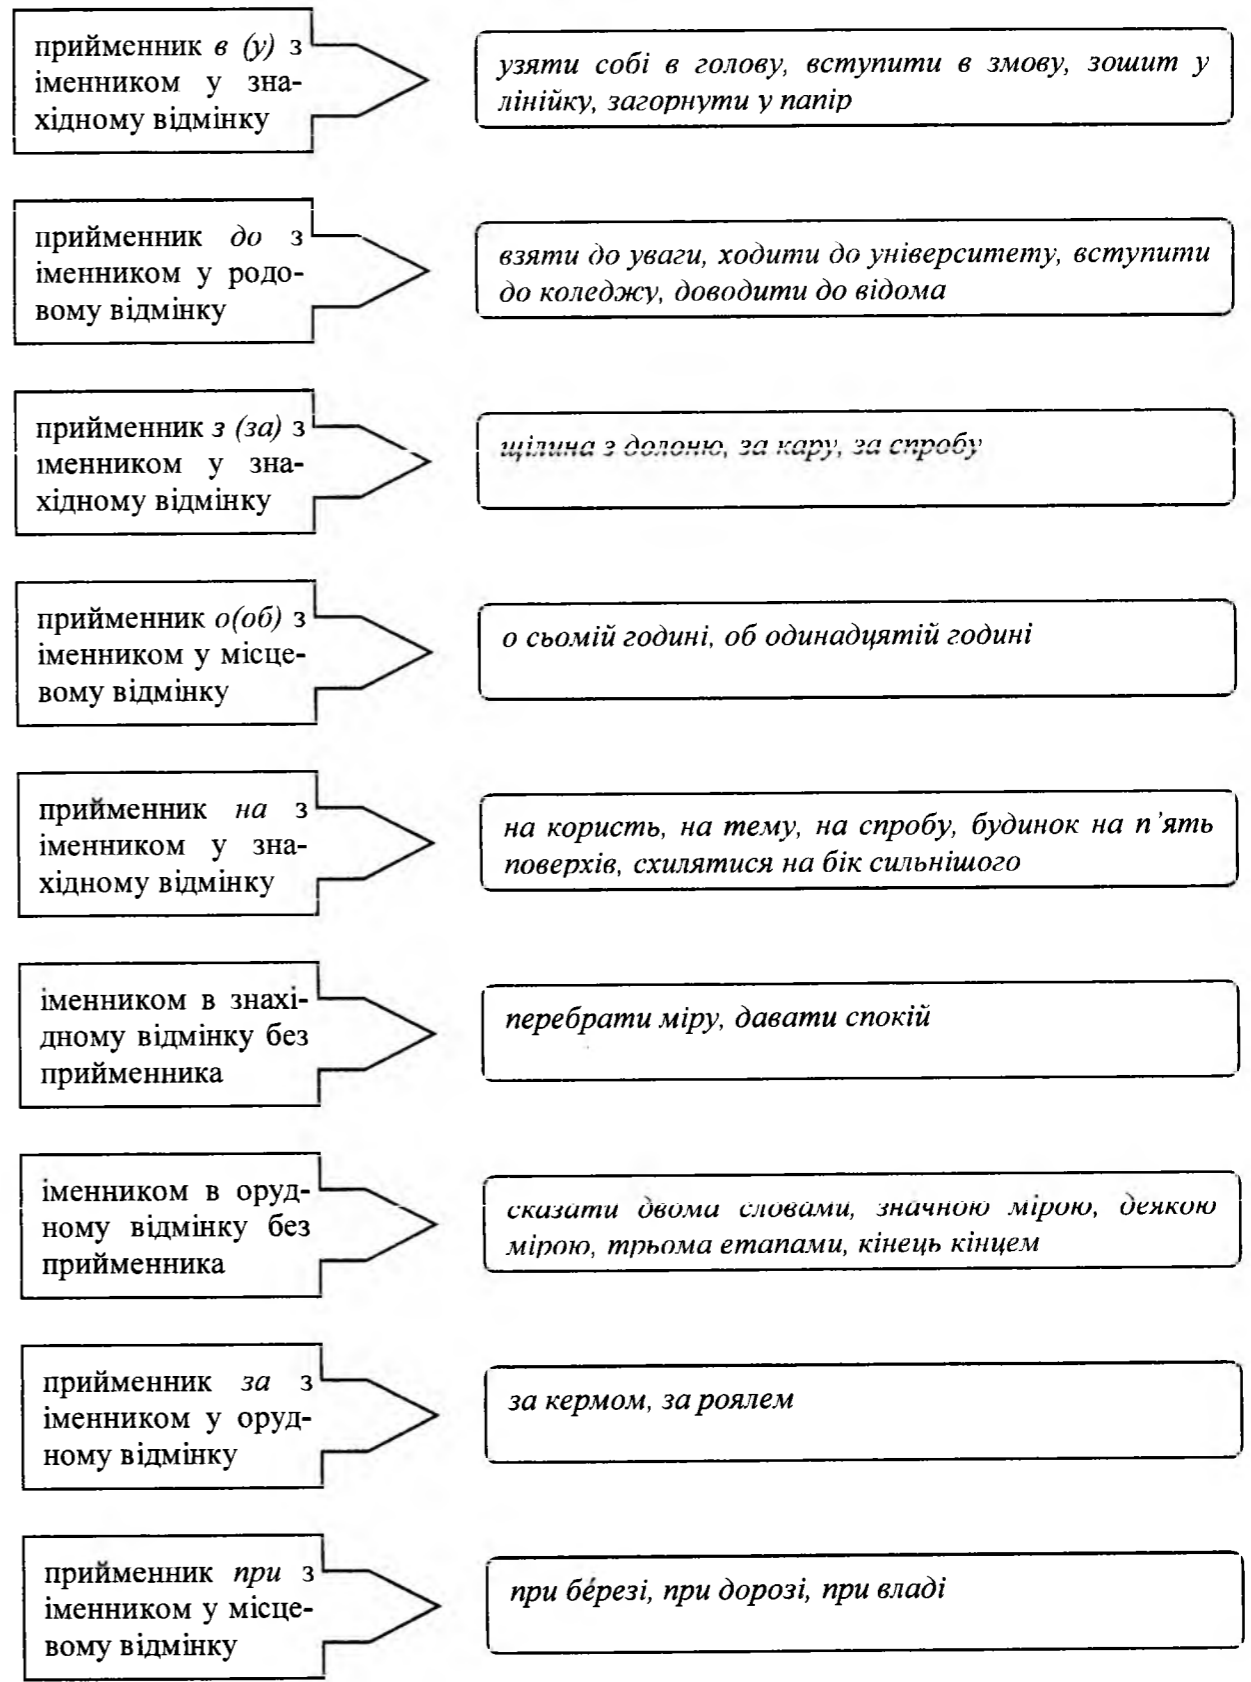 прийменник в (у) з
іменником у зна-
хідному відмінку
узяти собі в голову, вступити в змову, зошит у
лінійку, загорнути у папір
прийменник до з
іменником у родо-
вому відмінку
взяти до уваги, ходити до університету, вступити
до коледжу, доводити до відома
прийменник з (за) з
іменником у зна-
хідному відмінку
щілина з долоню, за кару, за спробу
прийменник о(об) з
іменником у місце-
вому відмінку
о сьомій годині, об одинадцятій годині
прийменник на з
іменником у зна-
хідному відмінку
на користь, на тему, на спробу, будинок на п'ять
поверхів, схилятися на бік сильнішого
іменником в знахі-
дному відмінку без
прийменника
перебрати міру, давати спокій
іменником в оруд-
ному відмінку без
прийменника
сказати двома словами, значною мірою, деякою
мірою, трьома етапами, кінець кінцем
прийменник за з
іменником у оруд-
ному відмінку
за кермом, за роялем
прийменник при з
іменником у місце-
вому відмінку
при бе́резі, при дорозі, при владі